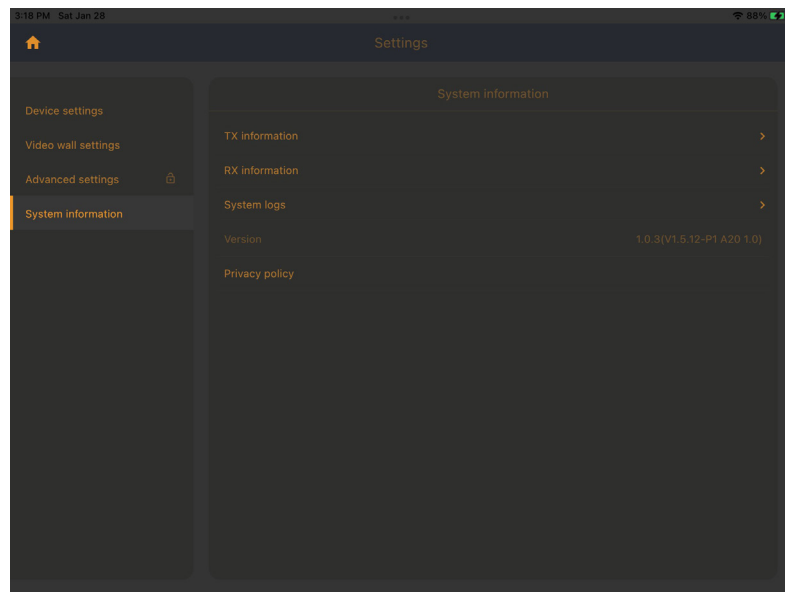 3:18 PM Sat Jan 28
88%
Settings
Device settings
Video wall settings
Advanced settings
System information
System information
TX information
RX information
System logs
Version 1.0.3(V1.5.12-P1 A20 1.0)
Privacy policy